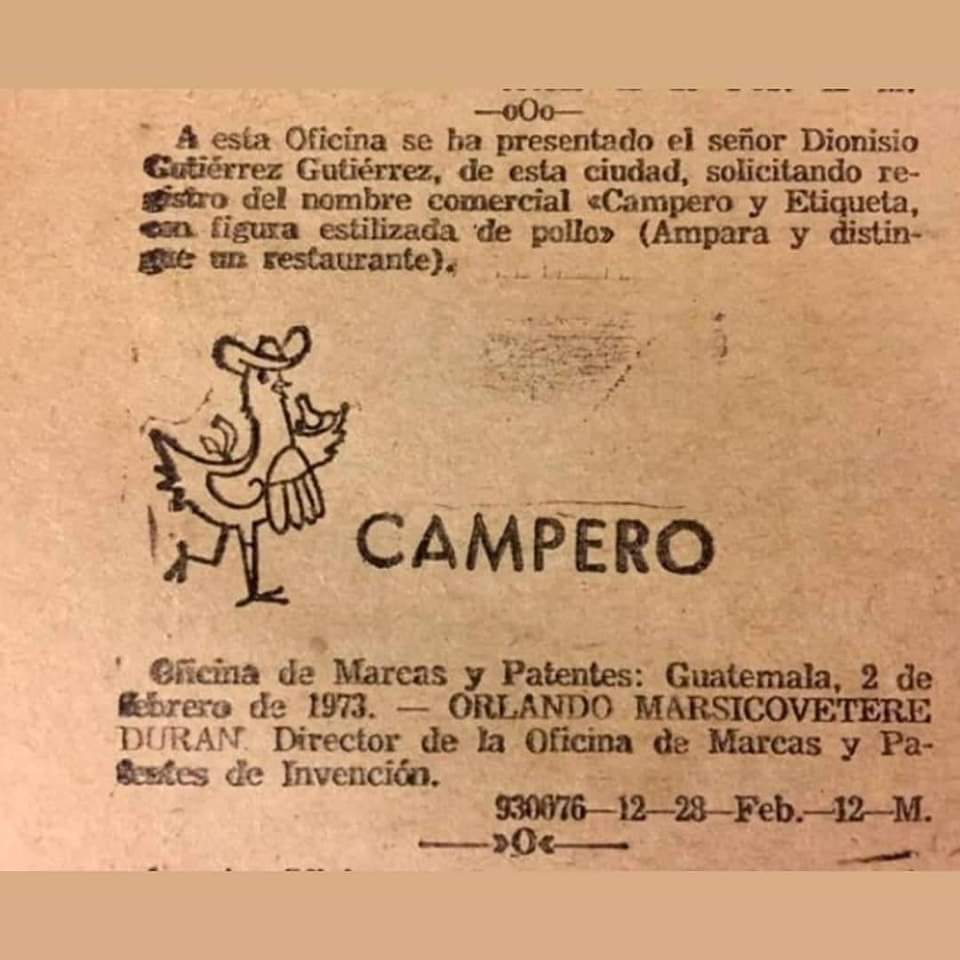 —oOo—
A esta Oficina se ha presentado el señor Dionisio
Gutiérrez Gutiérrez, de esta ciudad, solicitando re-
gistro del nombre comercial «Campero y Etiqueta,
con figura estilizada de pollo» (Ampara y distin-
gue un restaurante).
CAMPERO
Oficina de Marcas y Patentes: Guatemala, 2 de
febrero de 1973. — ORLANDO MARSICOVETERE
DURAN. Director de la Oficina de Marcas y Pa-
tentes de Invención.
930076—12—28—Feb.—12—M.
——»O«——